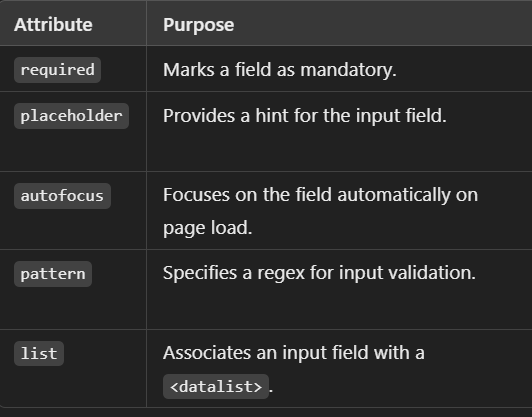 Attribute Purpose
required Marks a field as mandatory.
placeholder Provides a hint for the input field.
autofocus Focuses on the field automatically on
page load.
pattern Specifies a regex for input validation.
list Associates an input field with a
<datalist>.